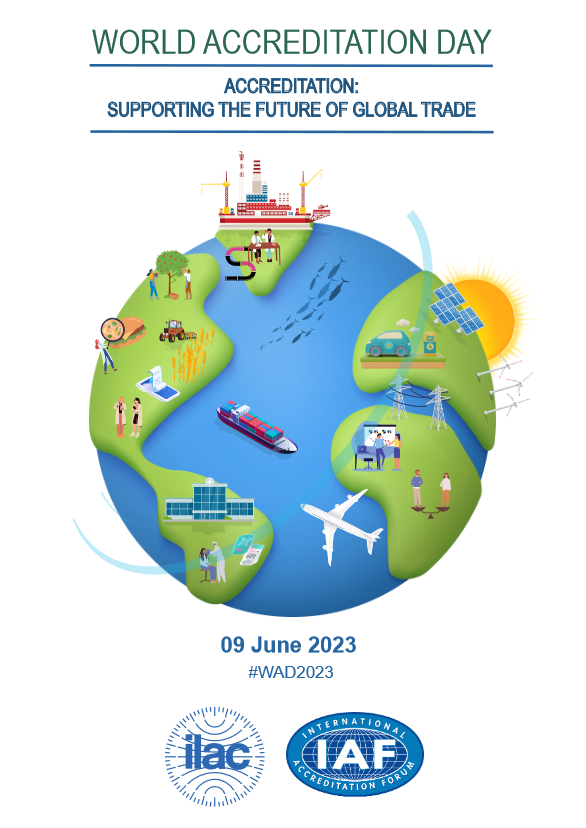 WORLD ACCREDITATION DAY
ACCREDITATION:
SUPPORTING THE FUTURE OF GLOBAL TRADE
09 June 2023
#WAD2023
ilac
INTERNATIONAL
IAF
ACCREDITATION FORUM